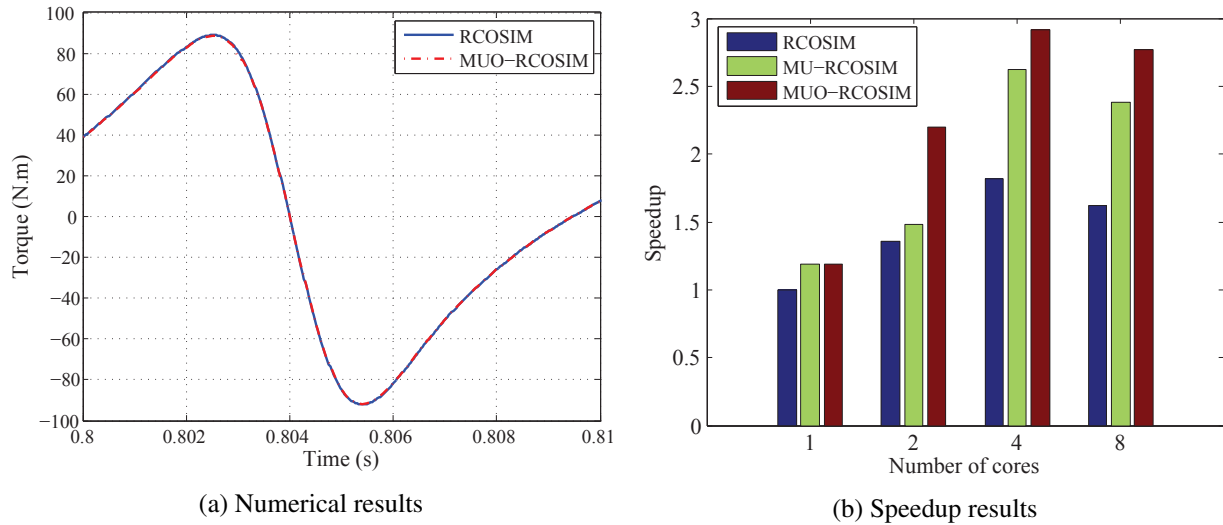 100
80
60
40
20
0
−20
−40
−60
−80
−100
Torque (N.m)
RCOSIM
MUO−RCOSIM
0.8
0.802
0.804
0.806
0.808
0.81
Time (s)
(a) Numerical results
3
2.5
2
1.5
1
0.5
0
Speedup
RCOSIM
MU−RCOSIM
MUO−RCOSIM
1
2
4
8
Number of cores
(b) Speedup results